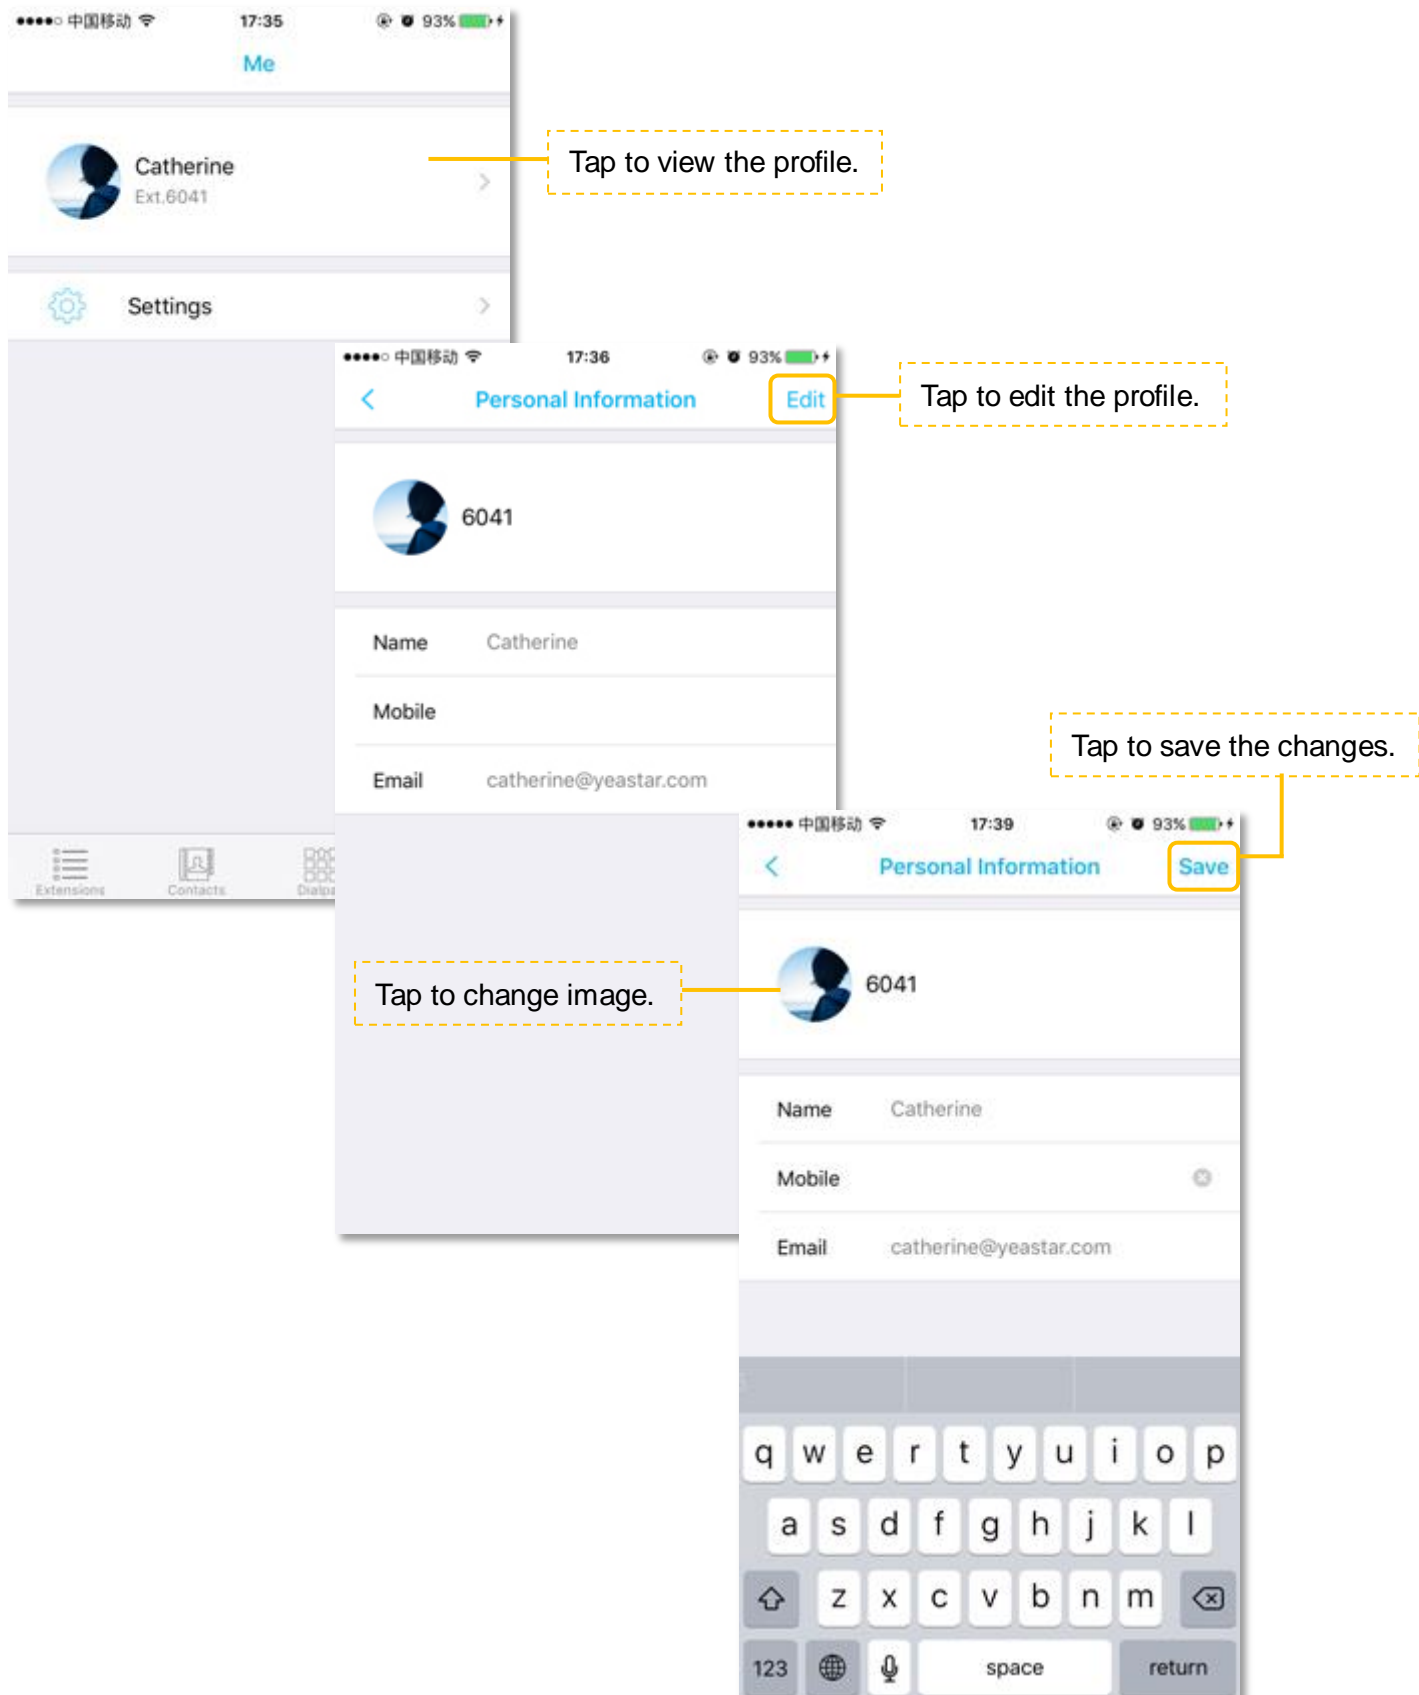 中国移动 17:35 93%
Me
Catherine
Ext.6041
Tap to view the profile.
Settings
中国移动 17:36 93%
Personal Information Edit
Tap to edit the profile.
6041
Name Catherine
Mobile
Email catherine@yeastar.com
Tap to save the changes.
Extensions Contacts
中国移动 17:39 93%
Personal Information Save
6041
Tap to change image.
Name Catherine
Mobile
Email catherine@yeastar.com
q w e r t y u i o p
a s d f g h j k l
z x c v b n m
123 space return